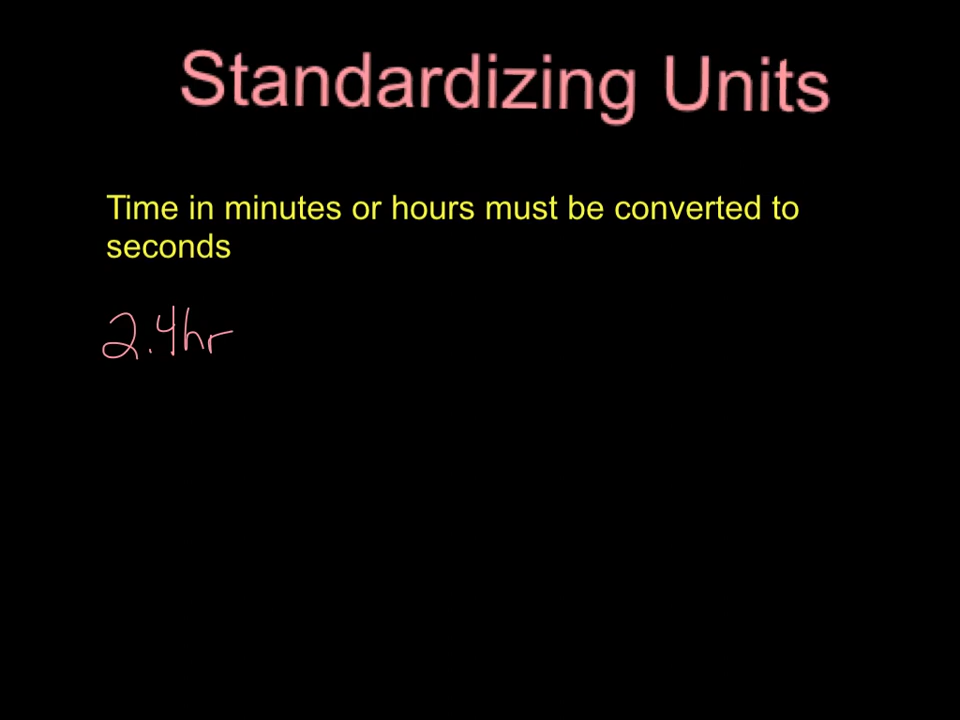 Standardizing Units
Time in minutes or hours must be converted to
seconds
2.4hr